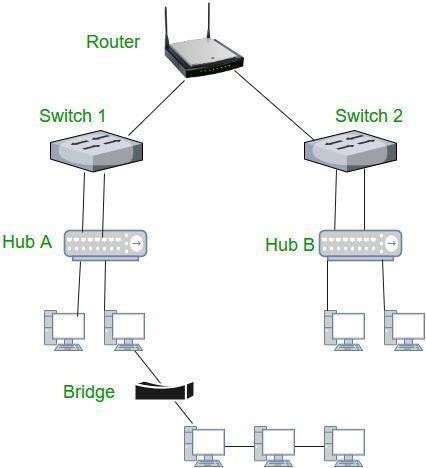 Router
Switch 1
Switch 2
Hub A
Hub B
Bridge